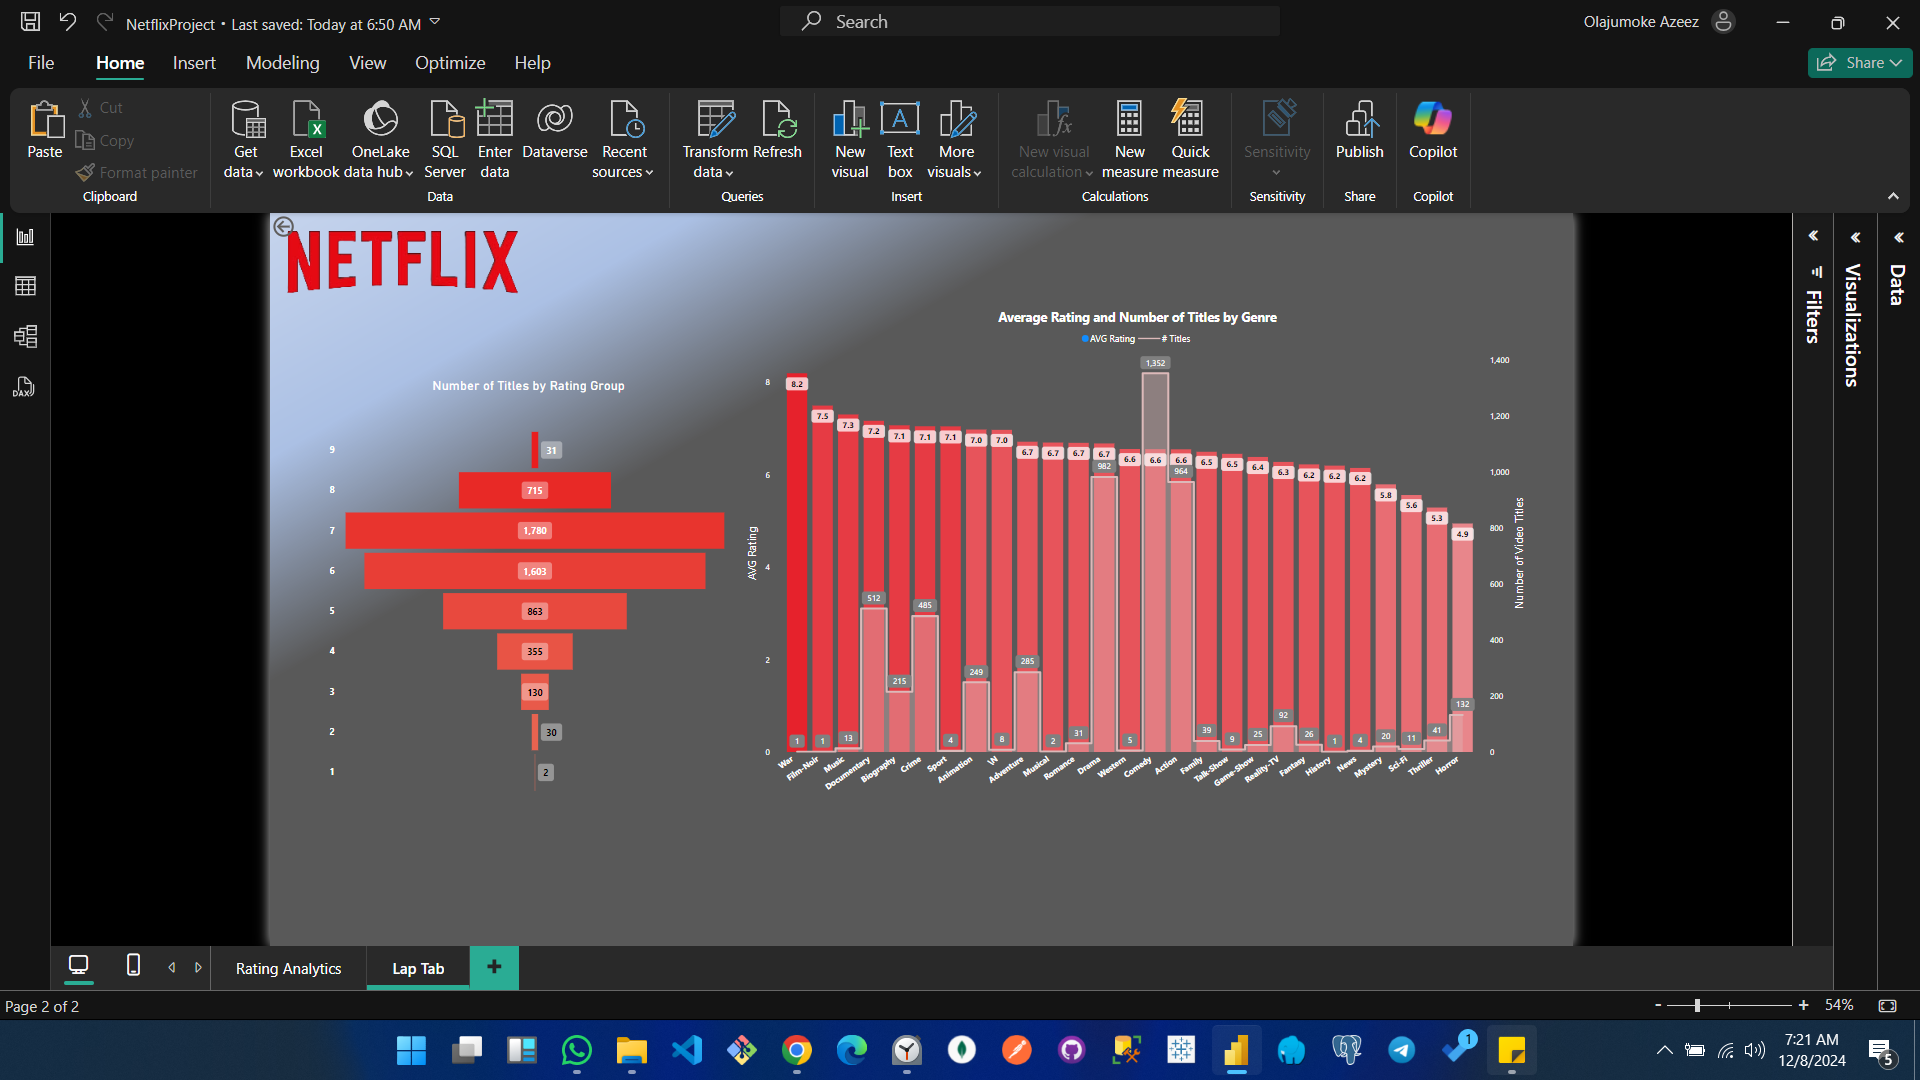 NetflixProject • Last saved: Today at 6:50 AM
Search
Olajumoke Azeez
File
Home
Insert
Modeling
View
Optimize
Help
Share
Paste
Cut
Copy
Format painter
Clipboard
Get data
Excel workbook
OneLake data hub
SQL Server
Enter data
Dataverse
Recent sources
Data
Transform data
Refresh
Queries
New visual
Text box
More visuals
Insert
New visual calculation
New measure
Quick measure
Calculations
Sensitivity
Sensitivity
Publish
Share
Copilot
Copilot
DAX
NETFLIX
Number of Titles by Rating Group
9 31
8 715
7 1,780
6 1,603
5 863
4 355
3 130
2 30
1 2
Average Rating and Number of Titles by Genre
AVG Rating # Titles
AVG Rating
8
6
4
2
0
8.2 7.5 7.3 7.2 7.1 7.1 7.1 7.0 7.0 6.7 6.7 6.7 6.7 6.6 6.6 6.6 6.5 6.5 6.4 6.3 6.2 6.2 6.2 5.8 5.6 5.3 4.9
1 1 13 512 215 485 4 249 8 285 2 31 982 5 1,352 964 39 9 25 92 26 1 4 20 11 41 132
War Film-Noir Music Documentary Biography Crime Sport Animation \N Adventure Musical Romance Drama Western Comedy Action Family Talk-Show Game-Show Reality-TV Fantasy History News Mystery Sci-Fi Thriller Horror
1,400
1,200
1,000
800
600
400
200
0
Number of Video Titles
Filters
Visualizations
Data
Rating Analytics
Lap Tab
+
Page 2 of 2
- + 54%
1
7:21 AM
12/8/2024
5